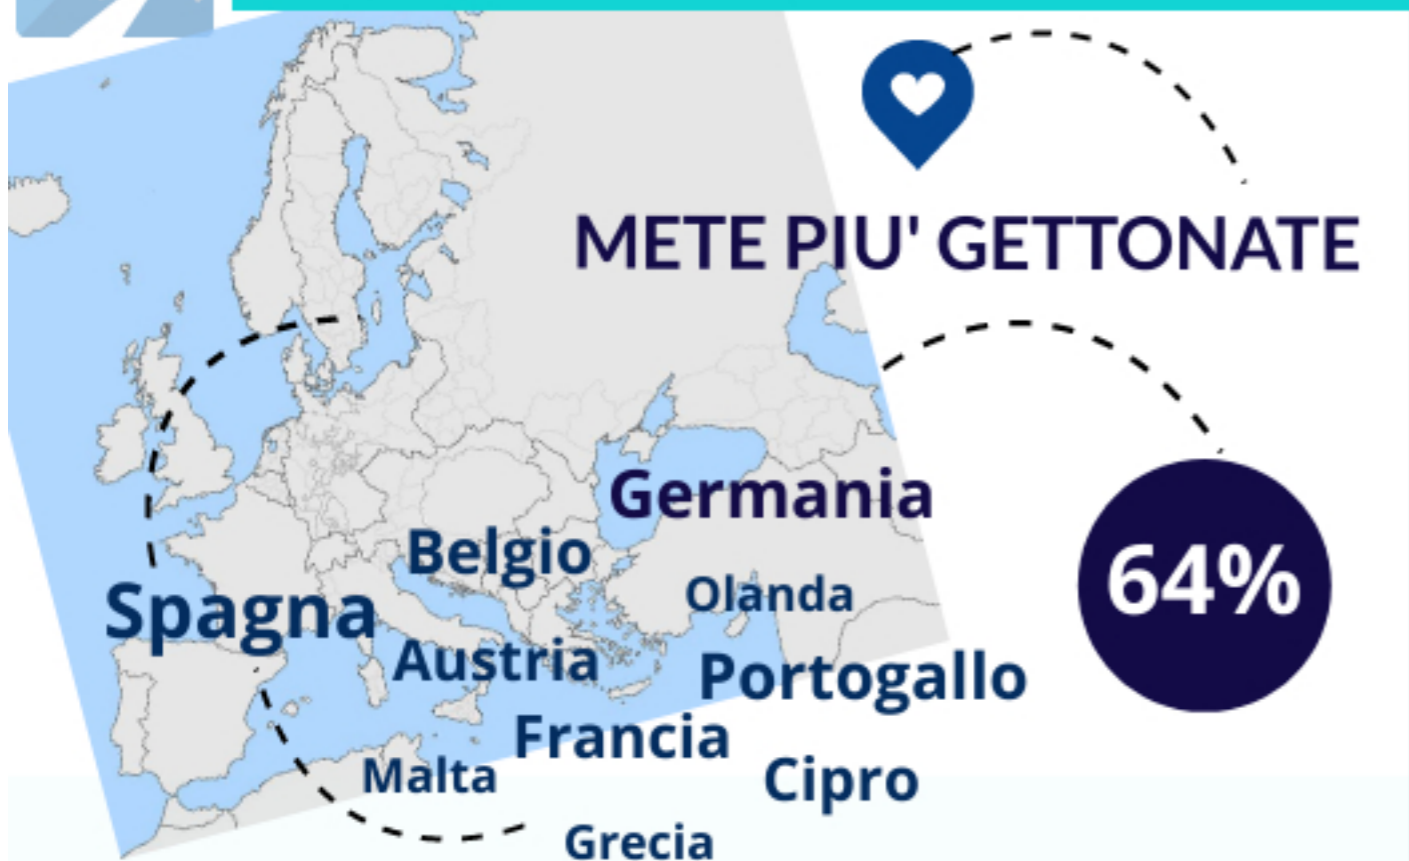 METE PIU' GETTONATE
Germania
Belgio
Olanda
64%
Spagna
Austria
Portogallo
Francia
Malta
Cipro
Grecia